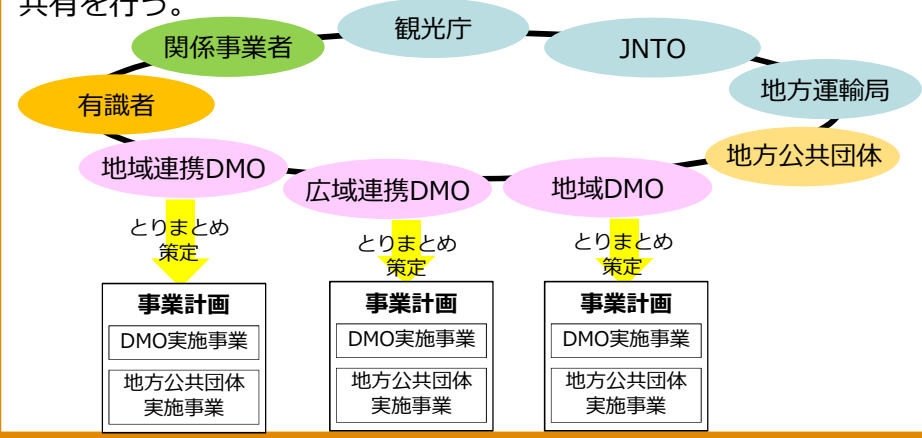 共有を行う。
観光庁
関係事業者
JNTO
地方運輸局
有識者
地方公共団体
地域連携DMO
広域連携DMO
地域DMO
とりまとめ
策定
とりまとめ
策定
とりまとめ
策定
事業計画
DMO実施事業
地方公共団体
実施事業
事業計画
DMO実施事業
地方公共団体
実施事業
事業計画
DMO実施事業
地方公共団体
実施事業